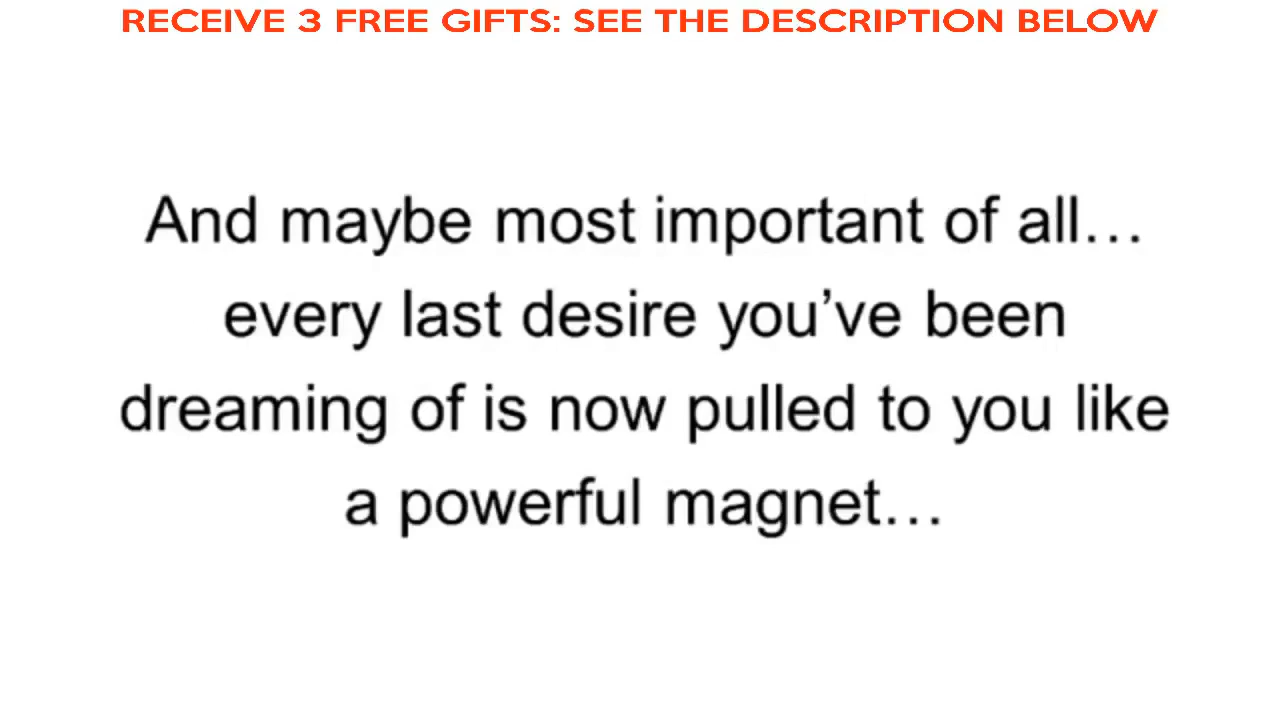 RECEIVE 3 FREE GIFTS: SEE THE DESCRIPTION BELOW
And maybe most important of all…
every last desire you’ve been
dreaming of is now pulled to you like
a powerful magnet…